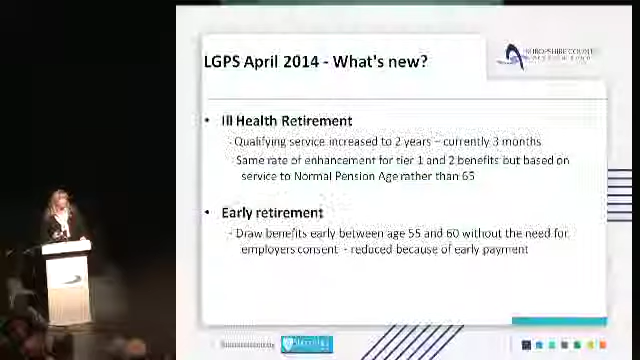 LGPS April 2014 - What's new?
Ill Health Retirement
- Qualifying service increased to 2 years – currently 3 months
- Same rate of enhancement for tier 1 and 2 benefits but based on
service to Normal Pension Age rather than 65
Early retirement
- Draw benefits early between age 55 and 60 without the need for
employers consent - reduced because of early payment